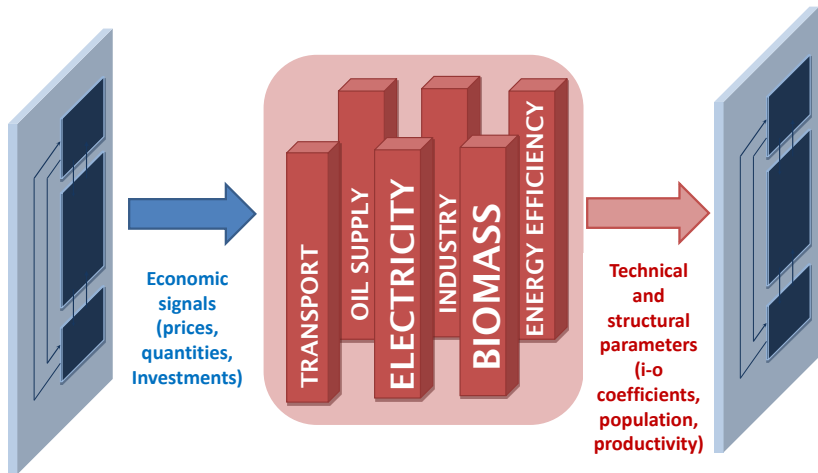 Economic
signals
(prices,
quantities,
Investments)
TRANSPORT
OIL SUPPLY
ELECTRICITY
INDUSTRY
BIOMASS
ENERGY EFFICIENCY
Technical
and
structural
parameters
(i-o
coefficients,
population,
productivity)